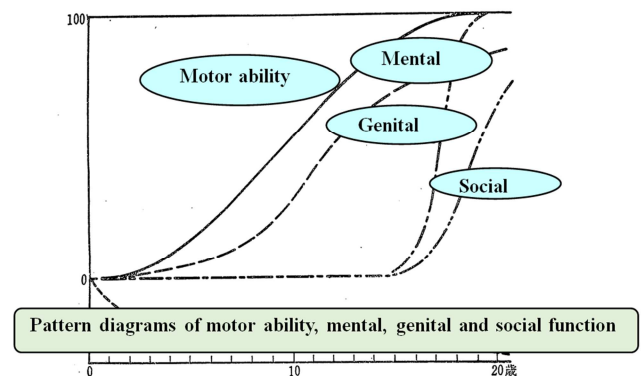 100
Motor ability
Mental
Genital
Social
0
Pattern diagrams of motor ability, mental, genital and social function
0 10 20歳